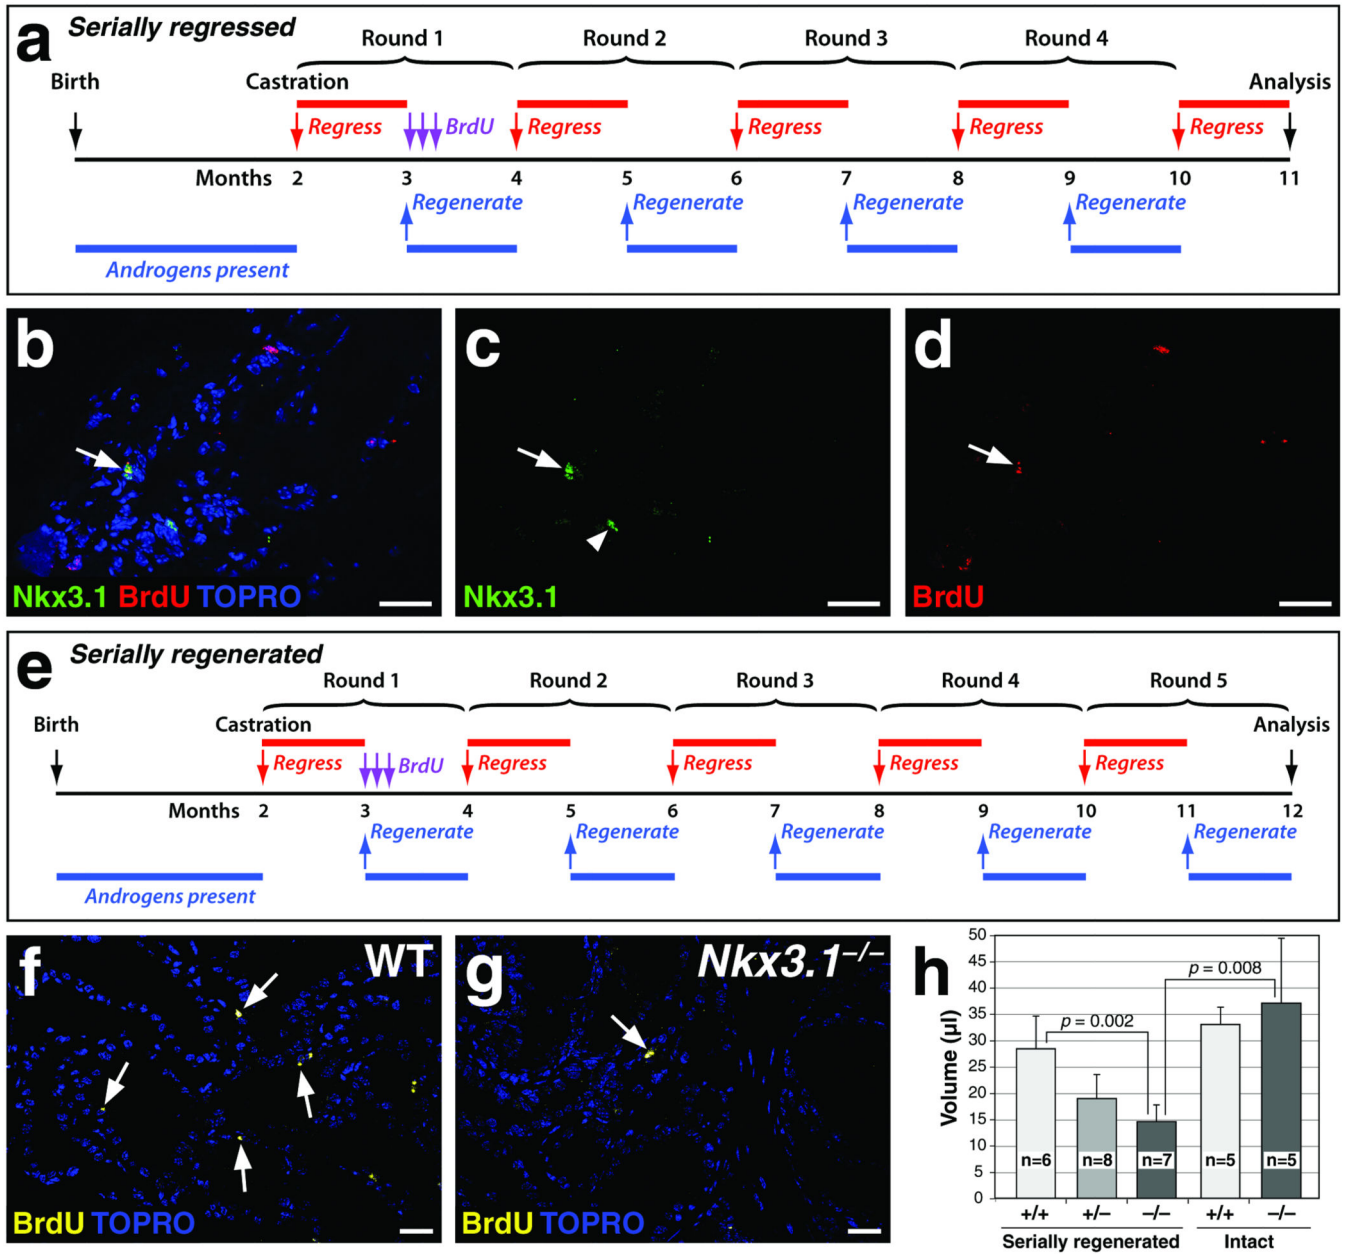 a Serially regressed
Round 1 Round 2 Round 3 Round 4
Birth Castration Analysis
Regress BrdU Regress Regress Regress Regress
Months 2 3 4 5 6 7 8 9 10 11
Regenerate Regenerate Regenerate Regenerate
Androgens present
b c d
Nkx3.1 BrdU TOPRO Nkx3.1 BrdU
e Serially regenerated
Round 1 Round 2 Round 3 Round 4 Round 5
Birth Castration Analysis
Regress BrdU Regress Regress Regress Regress
Months 2 3 4 5 6 7 8 9 10 11 12
Regenerate Regenerate Regenerate Regenerate Regenerate
Androgens present
f WT
BrdU TOPRO
g Nkx3.1–/–
BrdU TOPRO
h
50
45
40
35
30
25
20
15
10
5
0
Volume (µl)
p = 0.008
p = 0.002
n=6 n=8 n=7 n=5 n=5
+/+ +/– –/– +/+ –/–
Serially regenerated Intact